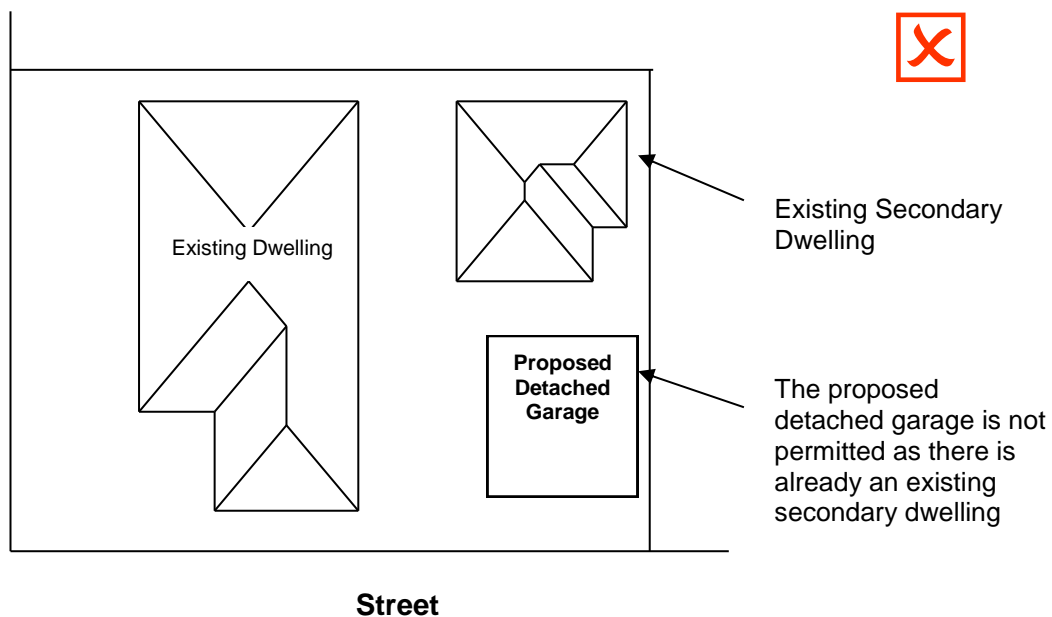 Existing Dwelling
Existing Secondary
Dwelling
Proposed
Detached
Garage
The proposed
detached garage is not
permitted as there is
already an existing
secondary dwelling
Street